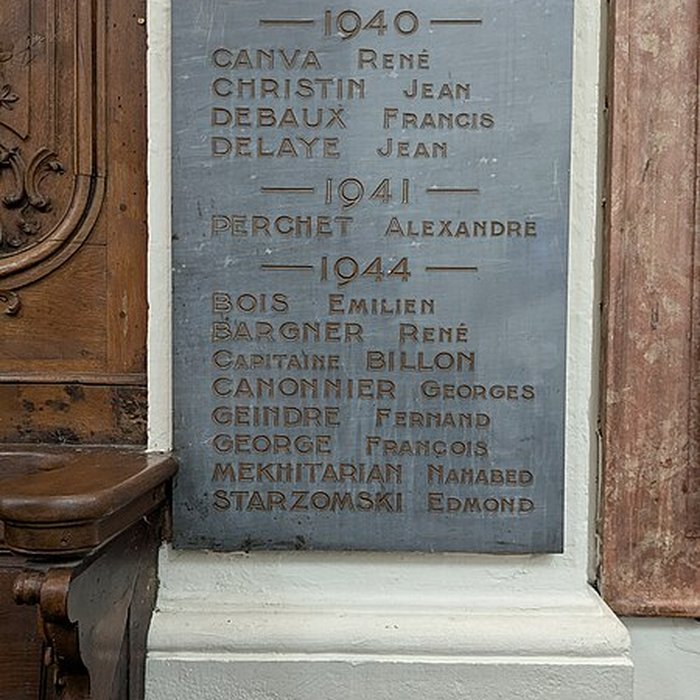 — 1940 —
CANVA RENÉ
CHRISTIN JEAN
DEBAUX FRANCIS
DELAYE JEAN
— 1941 —
PERCHET ALEXANDRE
— 1944 —
BOIS EMILIEN
BARGNER RENÉ
CAPITAINE BILLON
CANONNIER GEORGES
GEINDRE FERNAND
GEORGE FRANÇOIS
MEKHITARIAN NAHABED
STARZOMSKI EDMOND